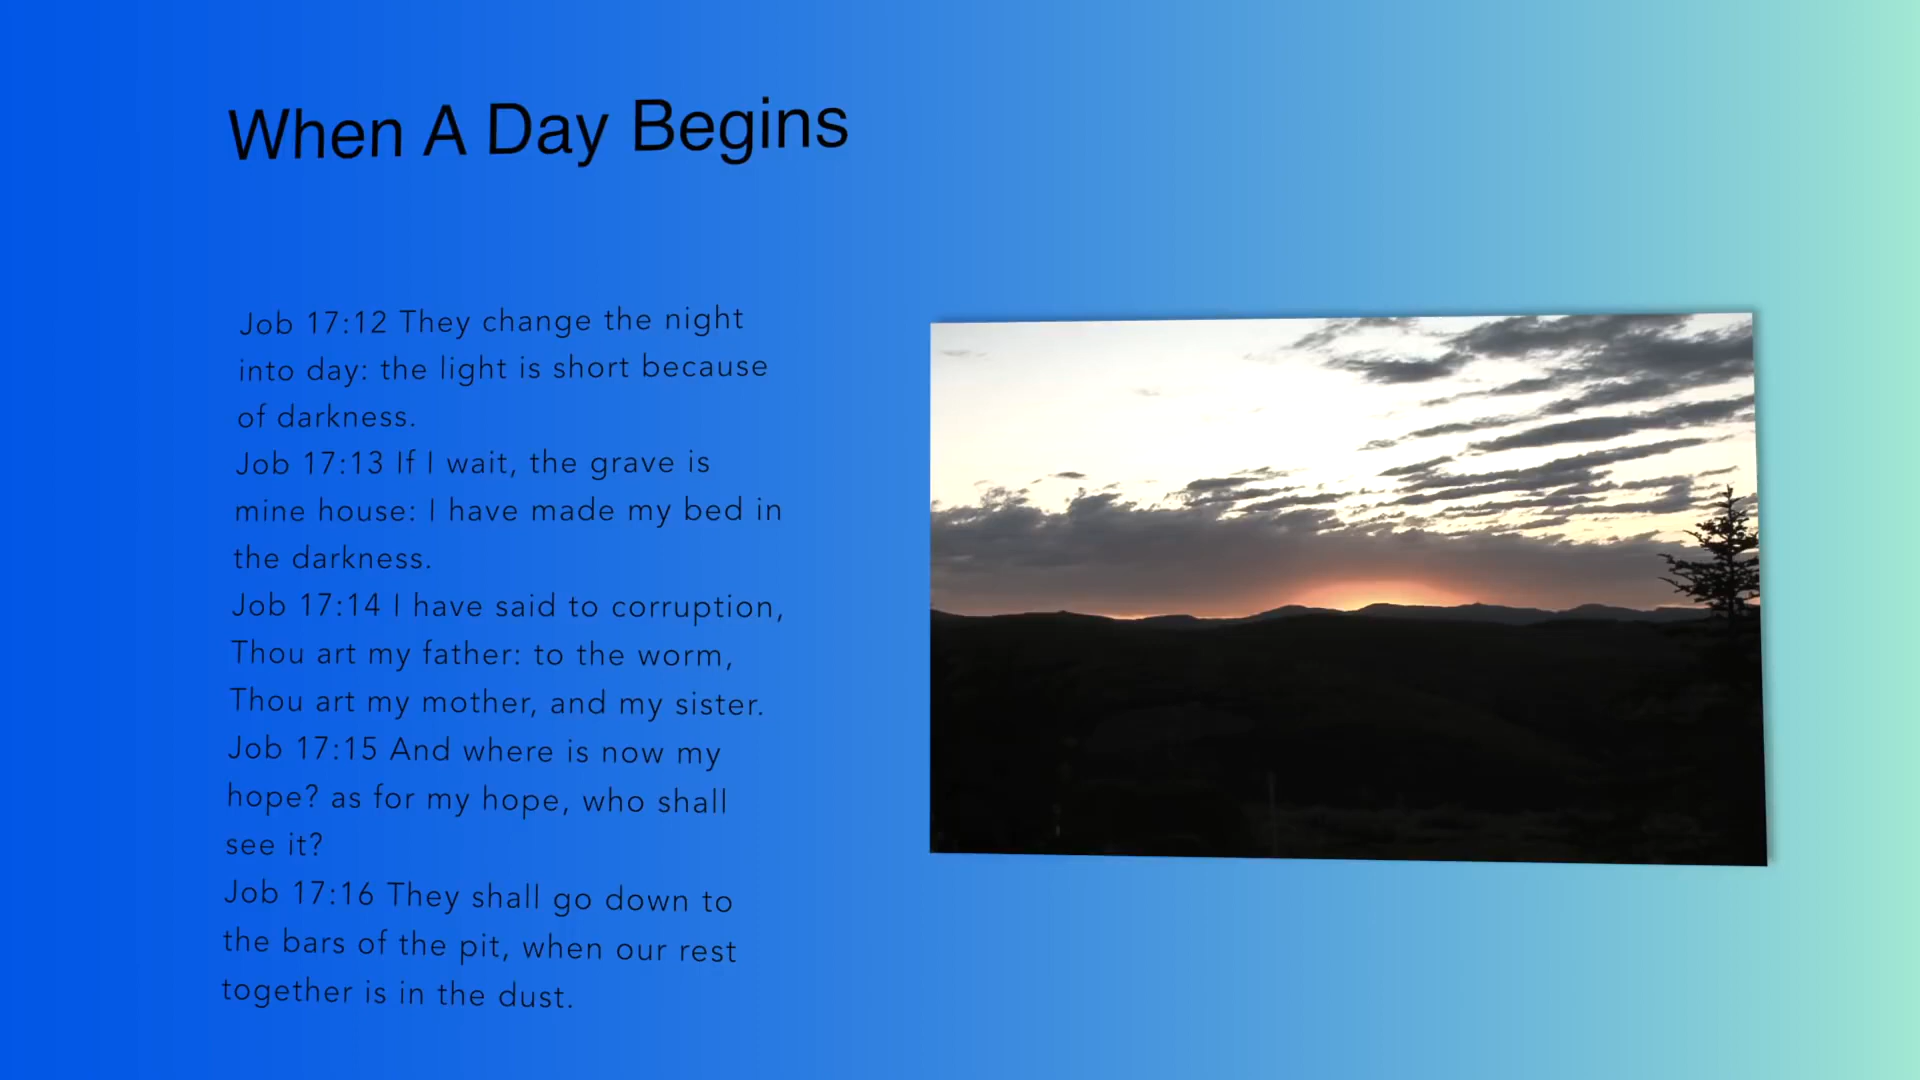 When A Day Begins
Job 17:12 They change the night
into day: the light is short because
of darkness.
Job 17:13 If I wait, the grave is
mine house: I have made my bed in
the darkness.
Job 17:14 I have said to corruption,
Thou art my father: to the worm,
Thou art my mother, and my sister.
Job 17:15 And where is now my
hope? as for my hope, who shall
see it?
Job 17:16 They shall go down to
the bars of the pit, when our rest
together is in the dust.